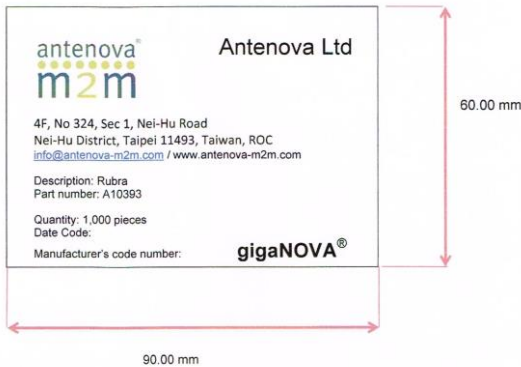 antenova®
m2m
Antenova Ltd
4F, No 324, Sec 1, Nei-Hu Road
Nei-Hu District, Taipei 11493, Taiwan, ROC
info@antenova-m2m.com / www.antenova-m2m.com
Description: Rubra
Part number: A10393
Quantity: 1,000 pieces
Date Code:
Manufacturer's code number:
gigaNOVA®
60.00 mm
90.00 mm